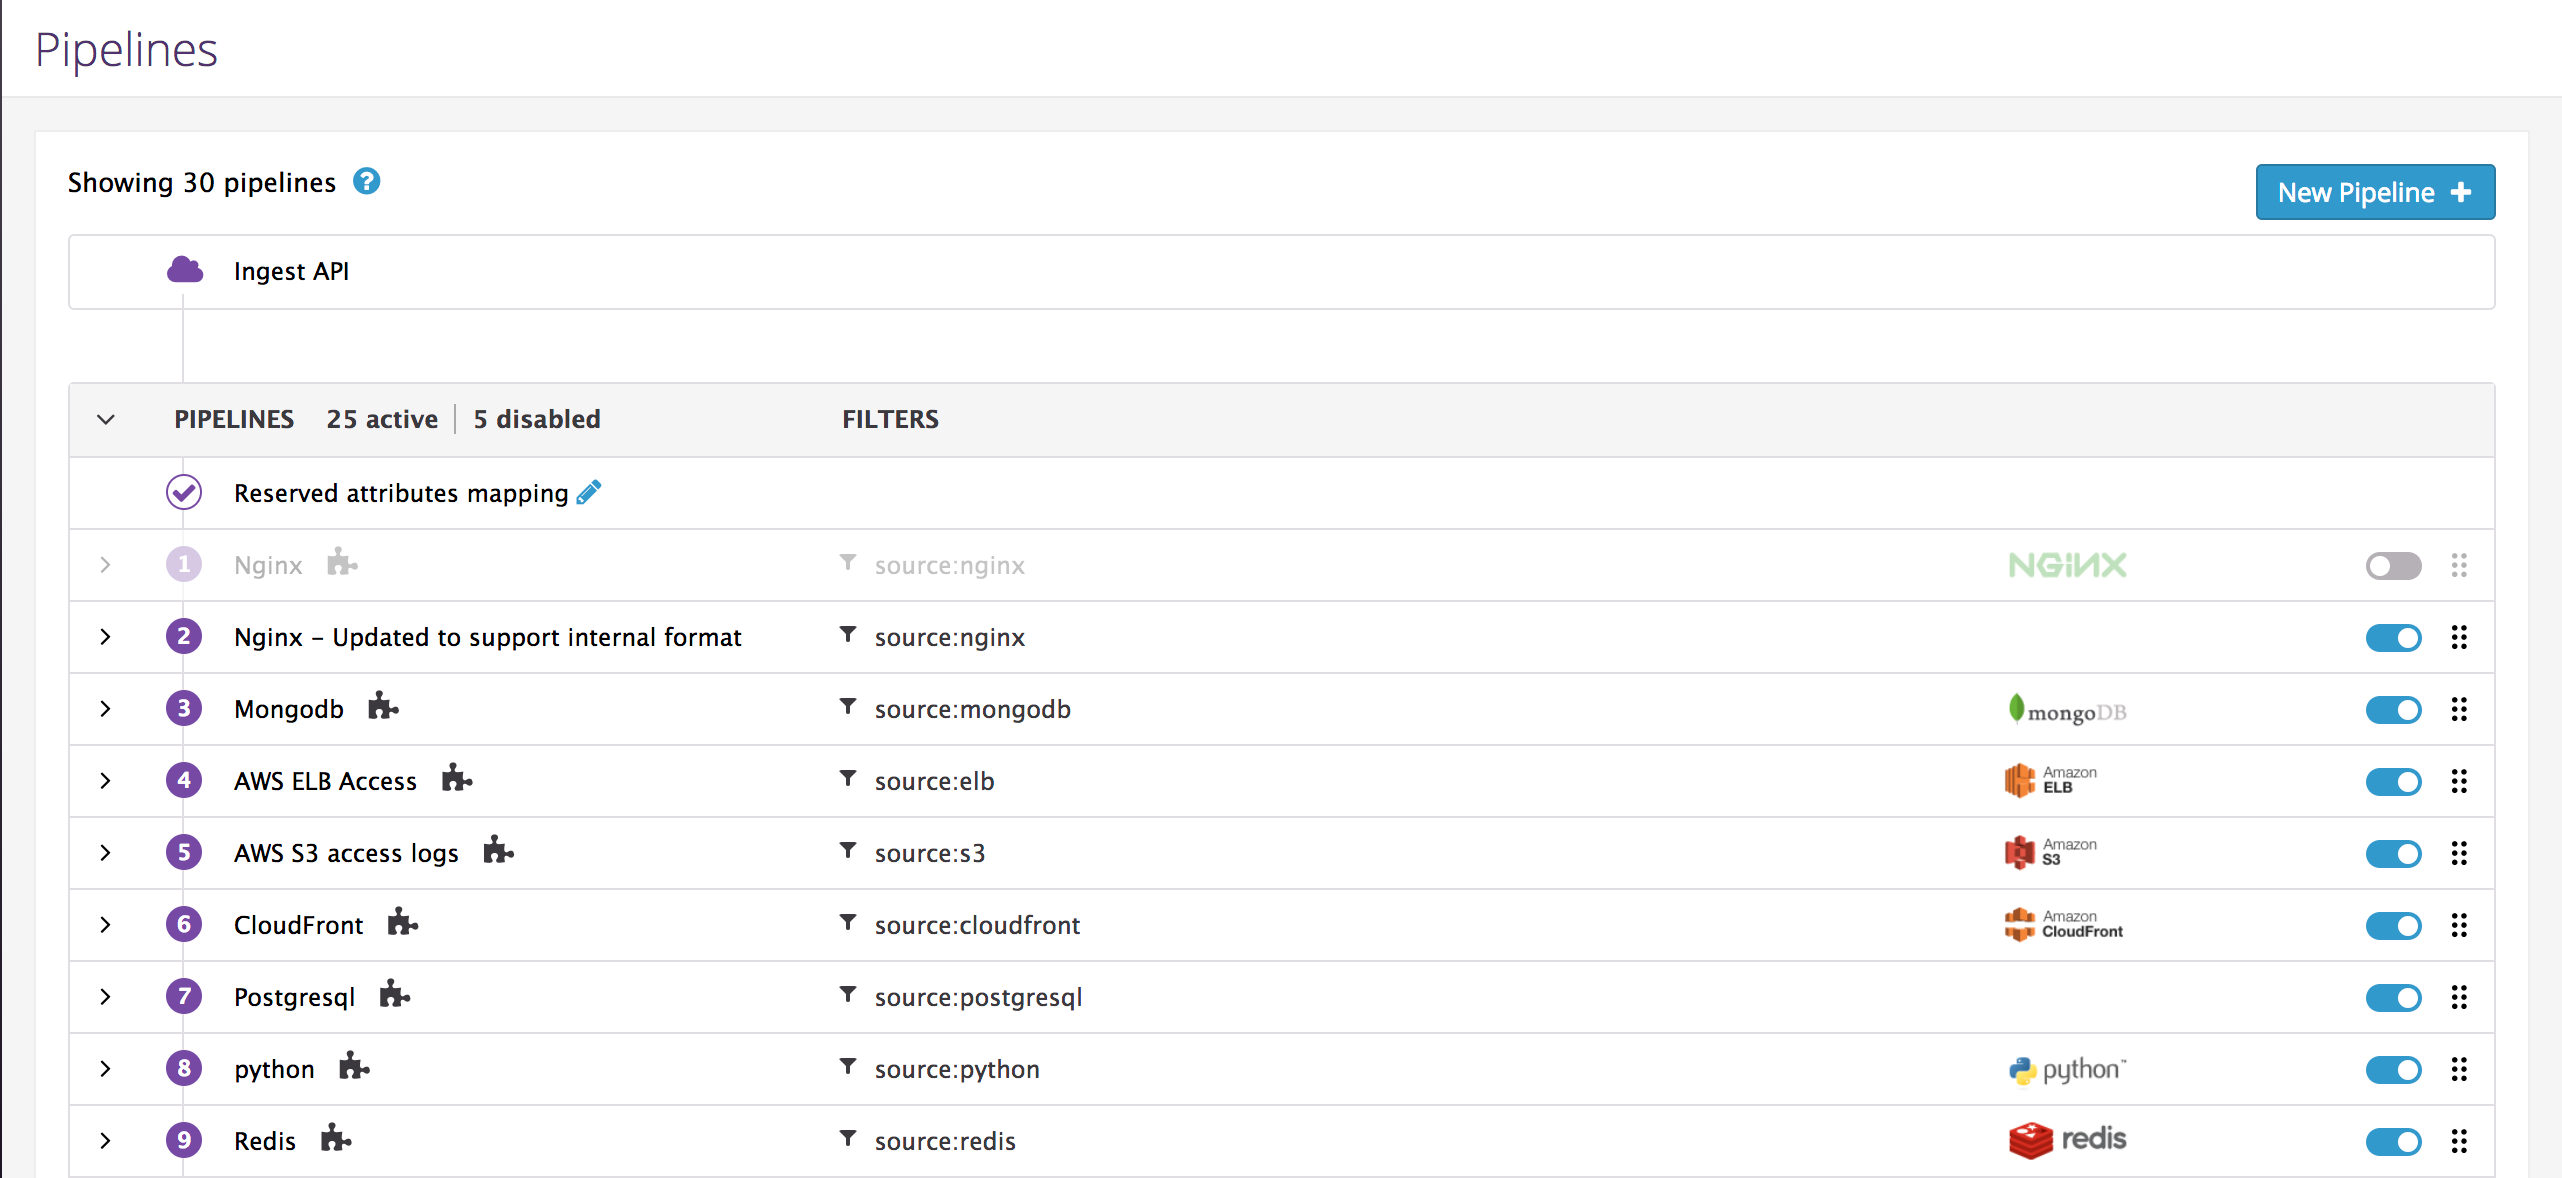 Pipelines
Showing 30 pipelines ?
New Pipeline +
Ingest API
PIPELINES 25 active | 5 disabled FILTERS
Reserved attributes mapping
1 Nginx source:nginx NGINX
2 Nginx – Updated to support internal format source:nginx
3 Mongodb source:mongodb mongoDB
4 AWS ELB Access source:elb Amazon ELB
5 AWS S3 access logs source:s3 Amazon S3
6 CloudFront source:cloudfront Amazon CloudFront
7 Postgresql source:postgresql
8 python source:python python™
9 Redis source:redis redis